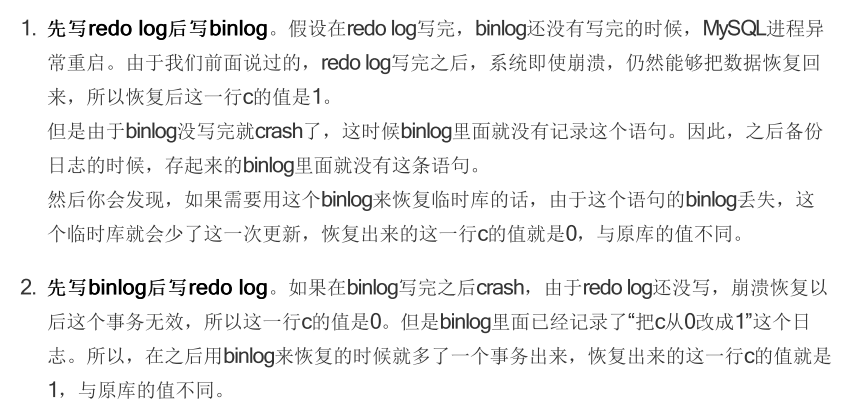 1. 先写redo log后写binlog。假设在redo log写完，binlog还没有写完的时候，MySQL进程异
常重启。由于我们前面说过的，redo log写完之后，系统即使崩溃，仍然能够把数据恢复回
来，所以恢复后这一行c的值是1。
但是由于binlog没写完就crash了，这时候binlog里面就没有记录这个语句。因此，之后备份
日志的时候，存起来的binlog里面就没有这条语句。
然后你会发现，如果需要用这个binlog来恢复临时库的话，由于这个语句的binlog丢失，这
个临时库就会少了这一次更新，恢复出来的这一行c的值就是0，与原库的值不同。
2. 先写binlog后写redo log。如果在binlog写完之后crash，由于redo log还没写，崩溃恢复以
后这个事务无效，所以这一行c的值是0。但是binlog里面已经记录了“把c从0改成1”这个日
志。所以，在之后用binlog来恢复的时候就多了一个事务出来，恢复出来的这一行c的值就是
1，与原库的值不同。